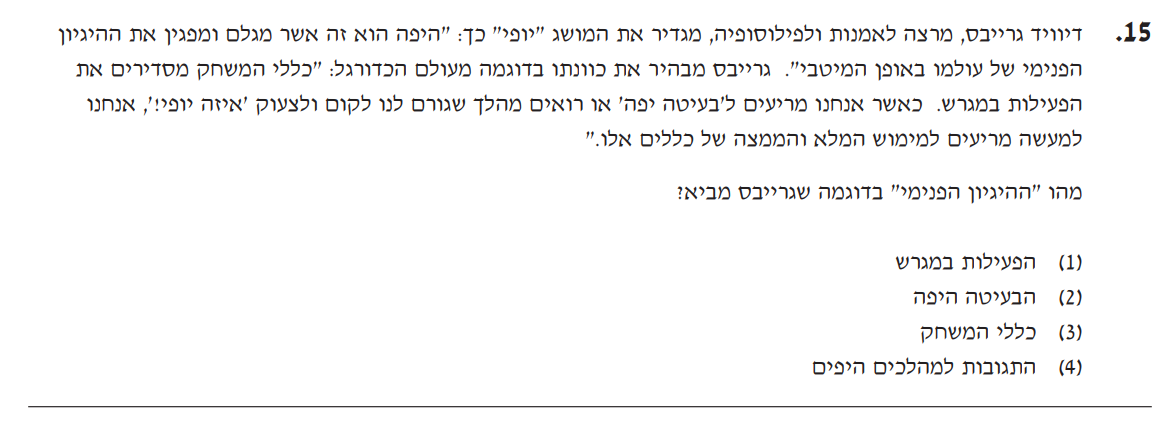 15. דיוויד גרייבס, מרצה לאמנות ולפילוסופיה, מגדיר את המושג "יופי" כך: "היפה הוא זה אשר מגלם ומפגין את ההיגיון
הפנימי של עולמו באופן המיטבי". גרייבס מבהיר את כוונתו בדוגמה מעולם הכדורגל: "כללי המשחק מסדירים את
הפעילות במגרש. כאשר אנחנו מריעים ל'בעיטה יפה' או רואים מהלך שגורם לנו לקום ולצעוק 'איזה יופי!', אנחנו
למעשה מריעים למימוש המלא והממצה של כללים אלו."
מהו "ההיגיון הפנימי" בדוגמה שגרייבס מביא?
(1) הפעילות במגרש
(2) הבעיטה היפה
(3) כללי המשחק
(4) התגובות למהלכים היפים